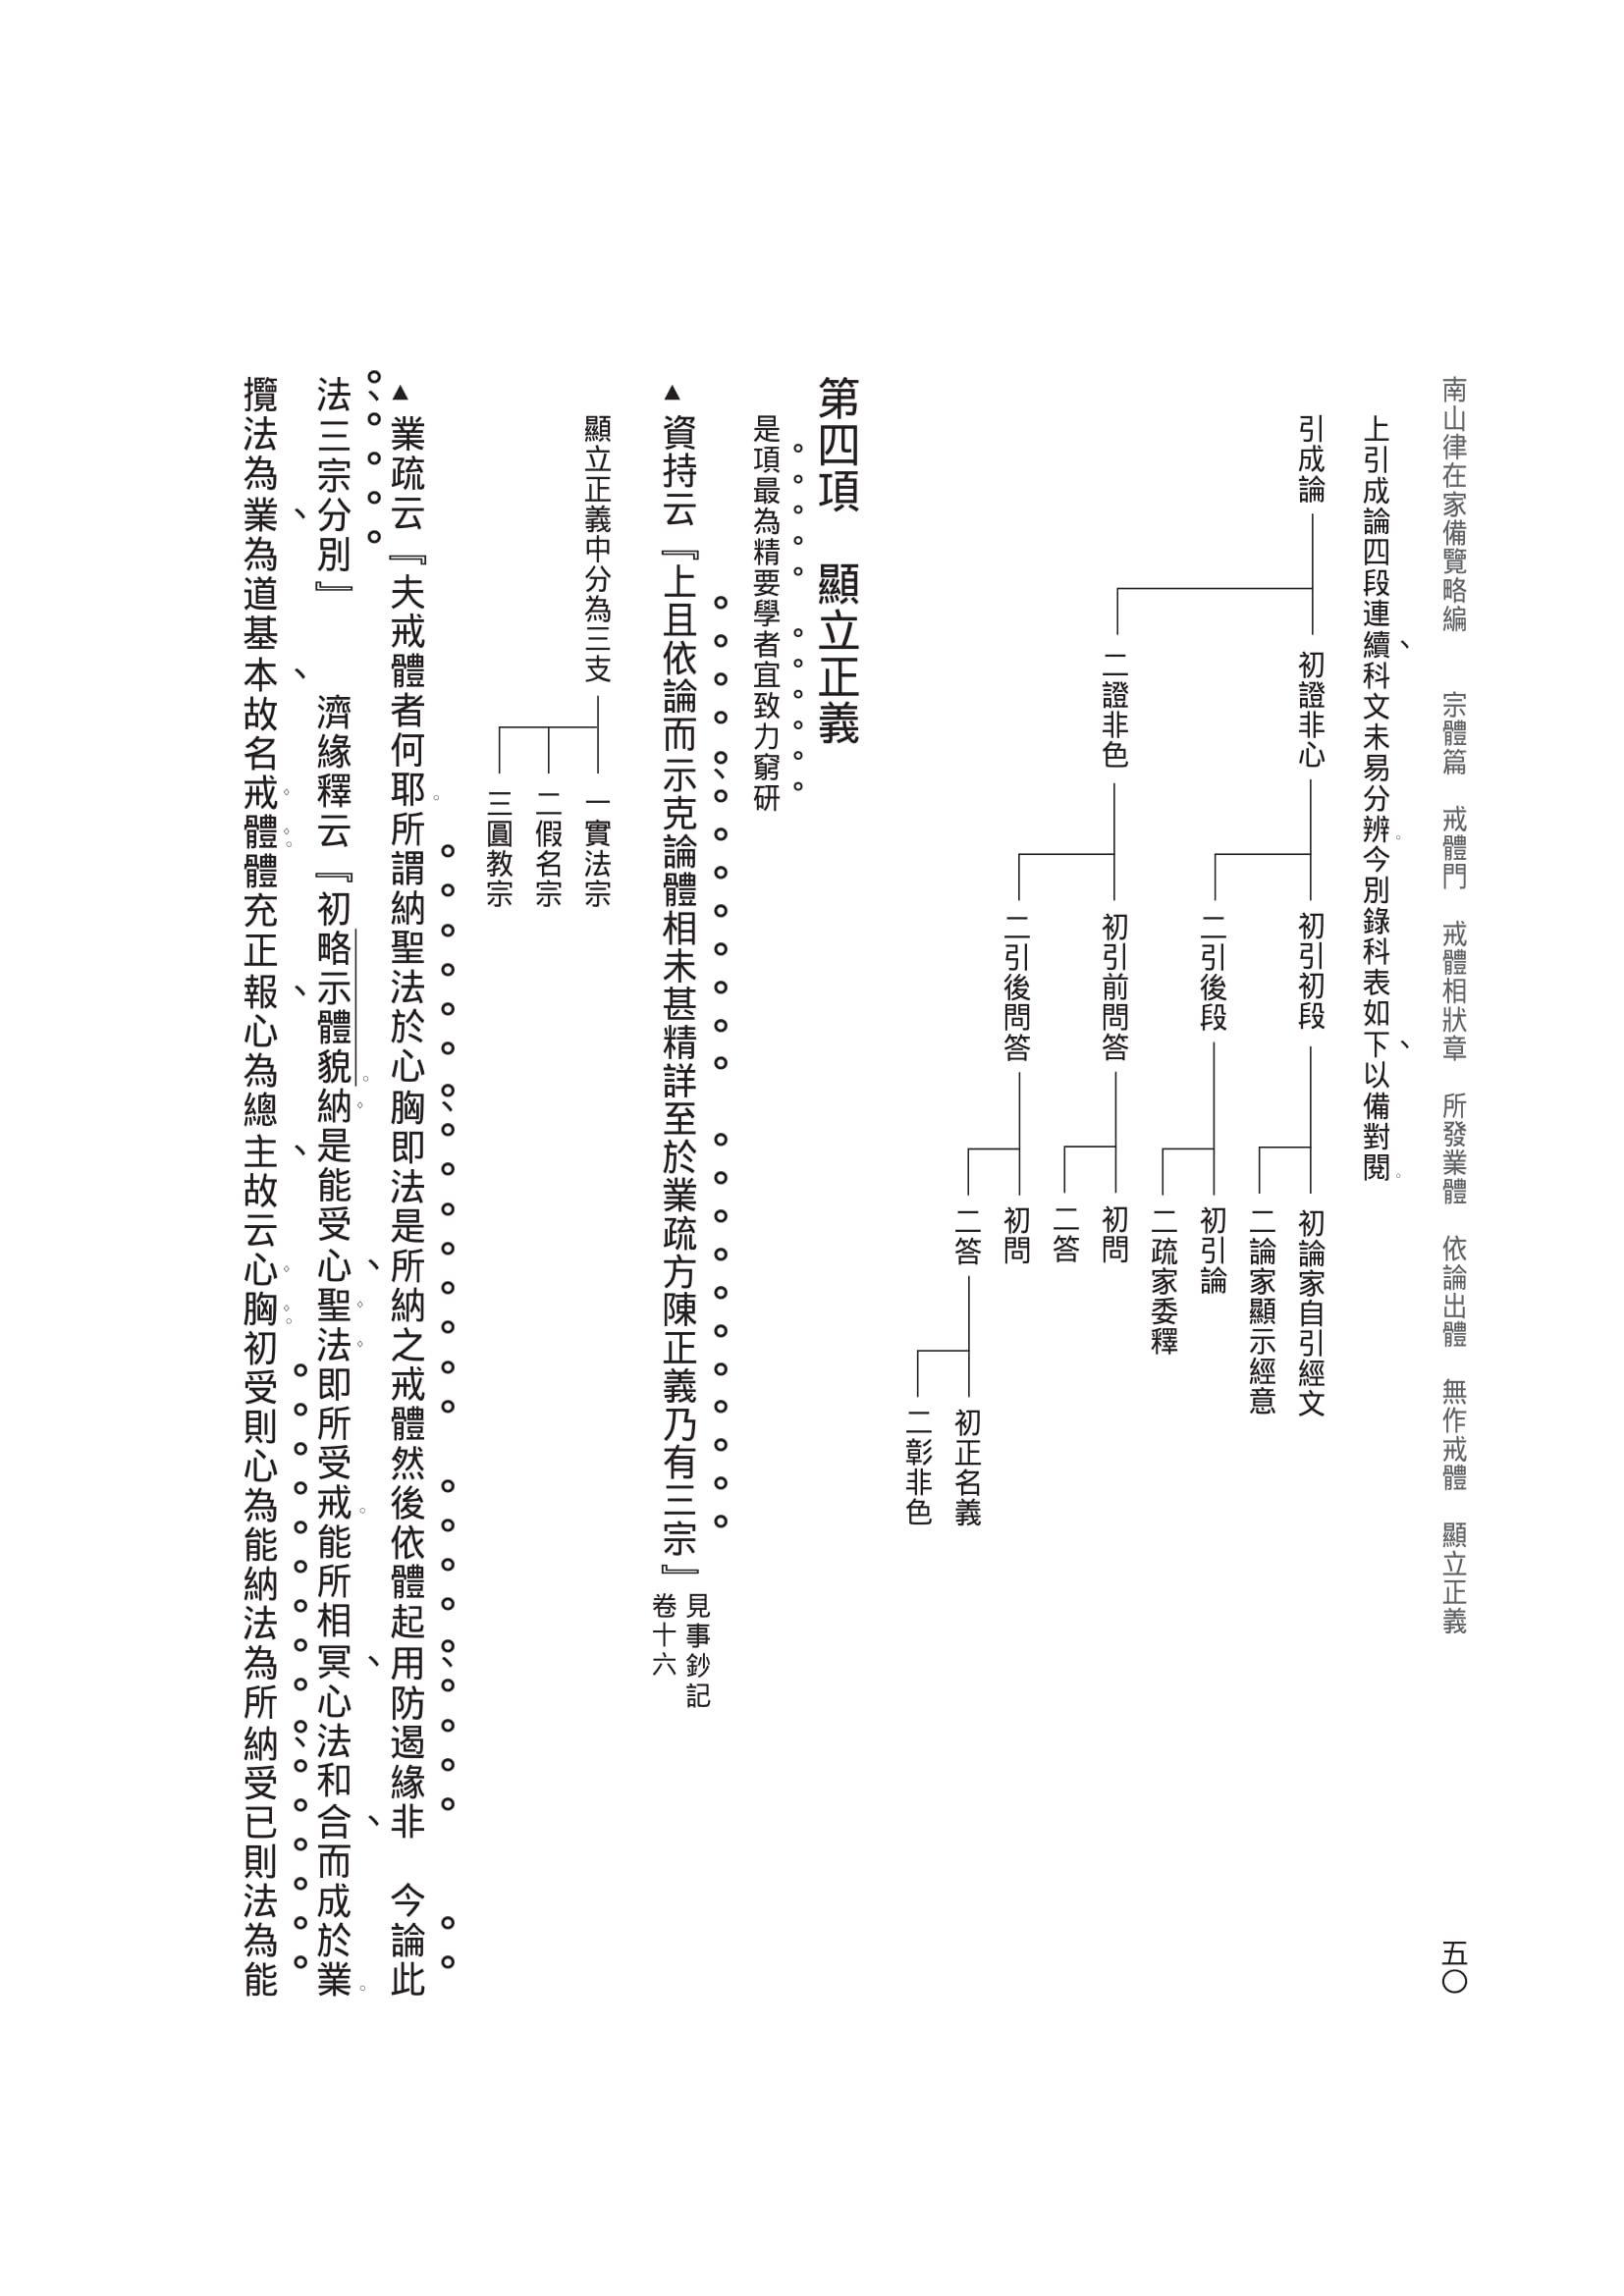 南山律在家備覽略編　宗體篇　戒體門　戒體相狀章　所發業體　依論出體　無作戒體　顯立正義
五〇
上引成論四段連續、科文未易分辨。今別錄科表如下、以備對閱。
引成論
初證非心
二證非色
初引初段
二引後段
初引前問答
二引後問答
初論家自引經文
二論家顯示經意
初引論
二疏家委釋
初問
二答
初問
二答
初正名義
二彰非色
第四項　顯立正義
是項最為精要學者宜致力窮研
▲資持云『上且依論而示、克論體相未甚精詳至於業疏方陳正義乃有三宗』見事鈔記卷十六
顯立正義中分為三支
一實法宗
二假名宗
三圓教宗
▲業疏云『夫戒體者何耶。所謂納聖法於心胸、即法是所納之戒體然後依體起用、防遏緣非　今論此
法、三宗分別』　濟緣釋云『初略示體貌。納是能受心、聖法即所受戒。能所相冥、心法和合、而成於業。
攬法為業、為道基本、故名戒體。體充正報、心為總主、故云心胸。初受則心為能納法為所納、受已則法為能